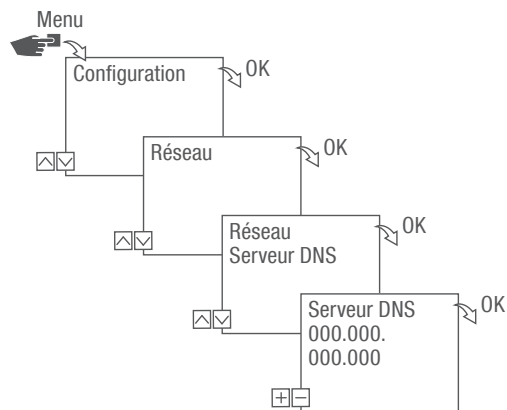 Menu
Configuration
OK
Réseau
OK
Réseau
Serveur DNS
OK
Serveur DNS
000.000.
000.000
OK
+ -